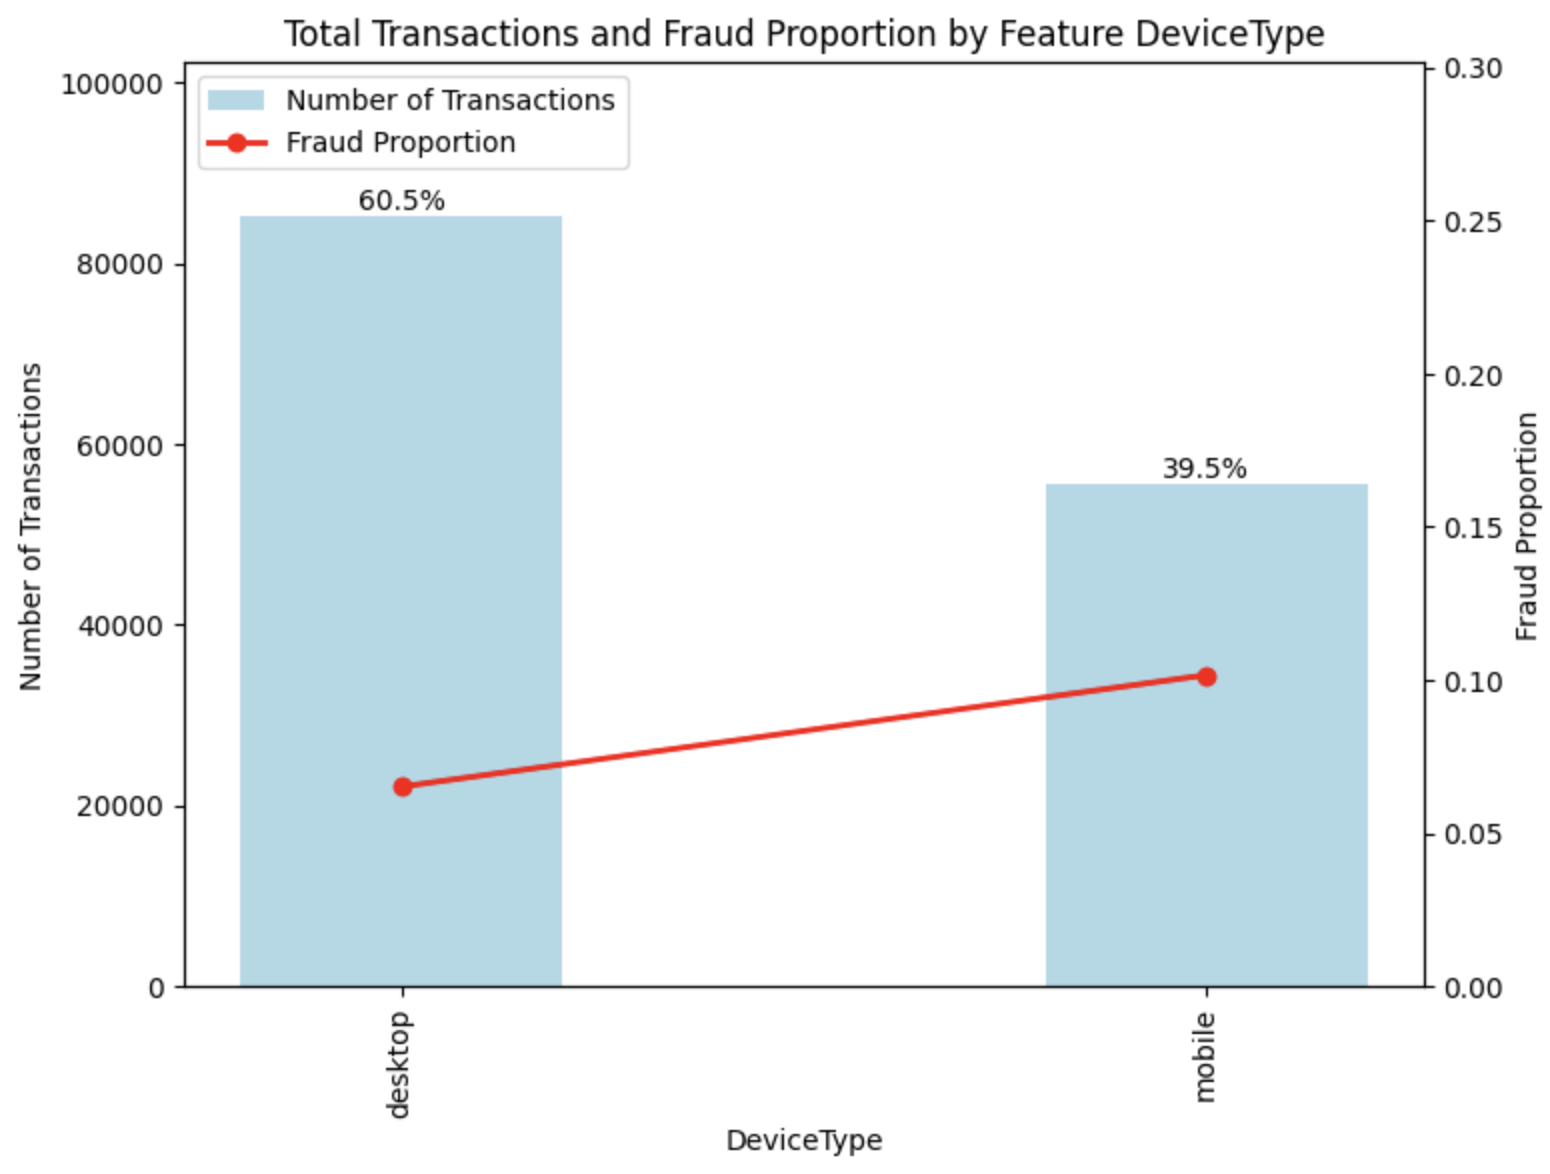 Total Transactions and Fraud Proportion by Feature DeviceType
Number of Transactions
Fraud Proportion
100000
80000
60000
40000
20000
0
Number of Transactions
60.5%
39.5%
0.30
0.25
0.20
0.15
0.10
0.05
0.00
Fraud Proportion
desktop
mobile
DeviceType